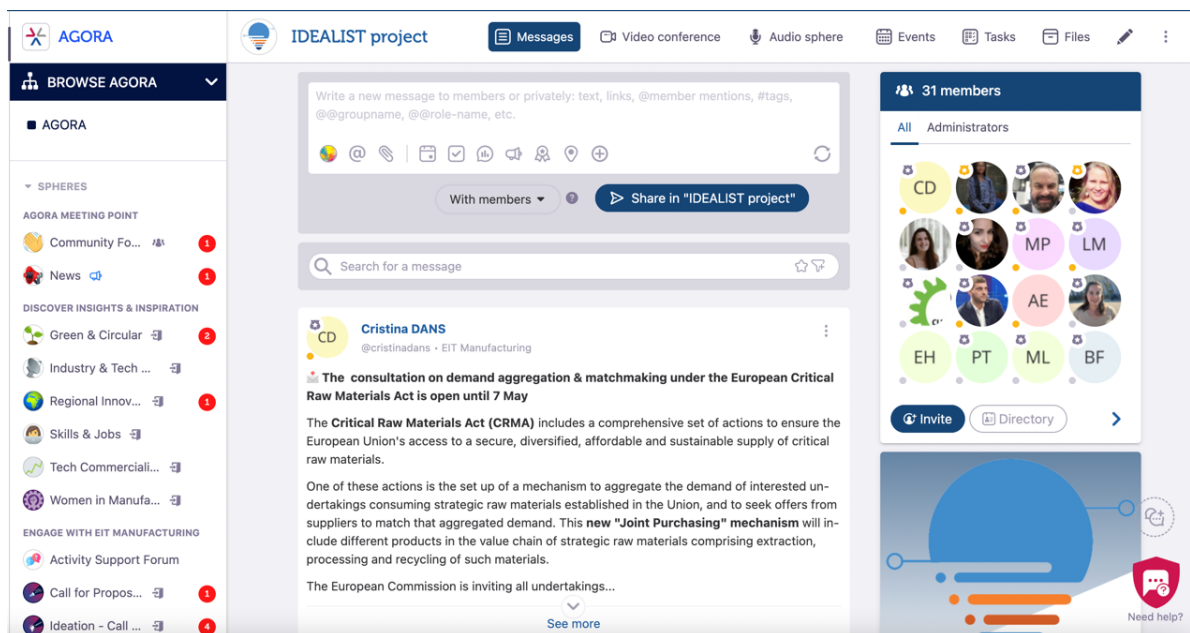 AGORA
IDEALIST project
Messages
Video conference
Audio sphere
Events
Tasks
Files
BROWSE AGORA
AGORA
SPHERES
AGORA MEETING POINT
Community Fo...
1
News
1
DISCOVER INSIGHTS & INSPIRATION
Green & Circular
2
Industry & Tech ...
Regional Innov...
1
Skills & Jobs
Tech Commerciali...
Women in Manufa...
ENGAGE WITH EIT MANUFACTURING
Activity Support Forum
Call for Propos...
1
Ideation - Call ...
4
Write a new message to members or privately: text, links, @member mentions, #tags,
@@groupname, @@role-name, etc.
With members
Share in "IDEALIST project"
Search for a message
CD
Cristina DANS
@cristinadans • EIT Manufacturing
The consultation on demand aggregation & matchmaking under the European Critical
Raw Materials Act is open until 7 May
The Critical Raw Materials Act (CRMA) includes a comprehensive set of actions to ensure the
European Union's access to a secure, diversified, affordable and sustainable supply of critical
raw materials.
One of these actions is the set up of a mechanism to aggregate the demand of interested un-
dertakings consuming strategic raw materials established in the Union, and to seek offers from
suppliers to match that aggregated demand. This new "Joint Purchasing" mechanism will in-
clude different products in the value chain of strategic raw materials comprising extraction,
processing and recycling of such materials.
The European Commission is inviting all undertakings...
See more
31 members
All
Administrators
CD
MP
LM
AE
EH
PT
ML
BF
Invite
Directory
Need help?